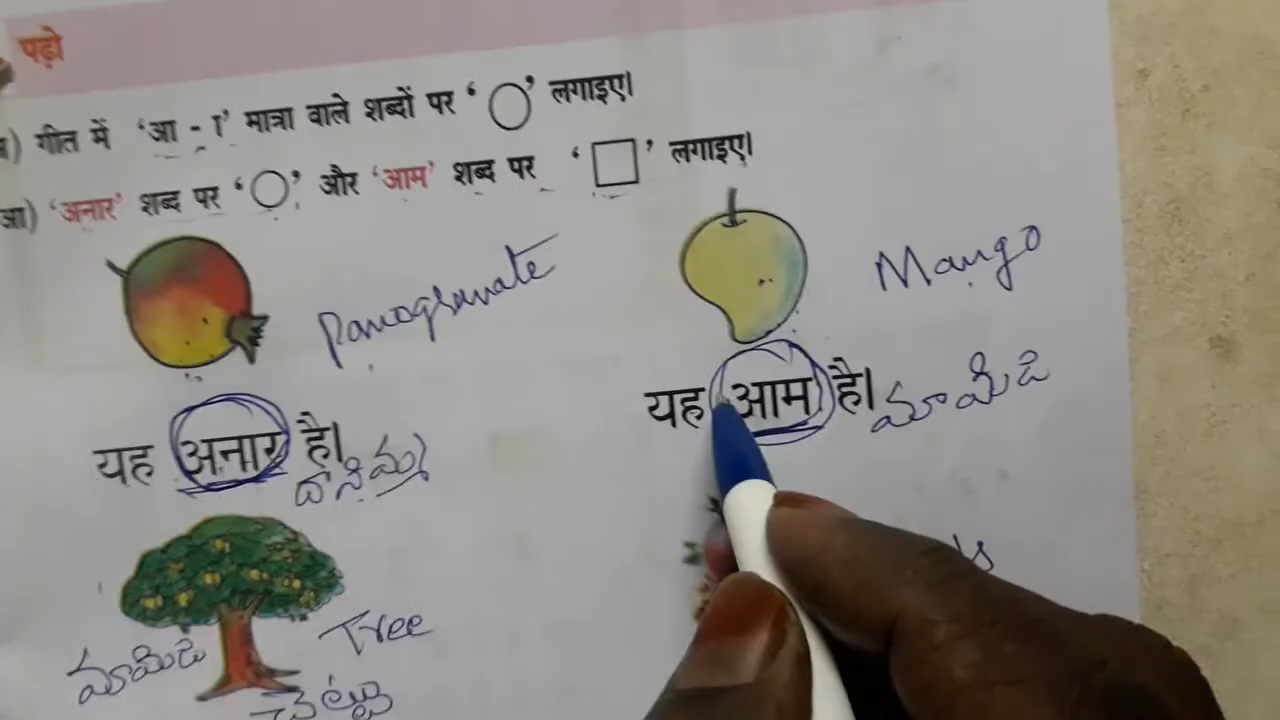 पढ़ो
गीत में 'आ - ा' मात्रा वाले शब्दों पर '○' लगाइए।
आ) 'अनार' शब्द पर '○' और 'आम' शब्द पर '□' लगाइए।
Pamogranate
Mango
यह अनार है।
यह आम है।
దానిమ్మ
మామిడి
మామిడి
Tree
చెట్టు